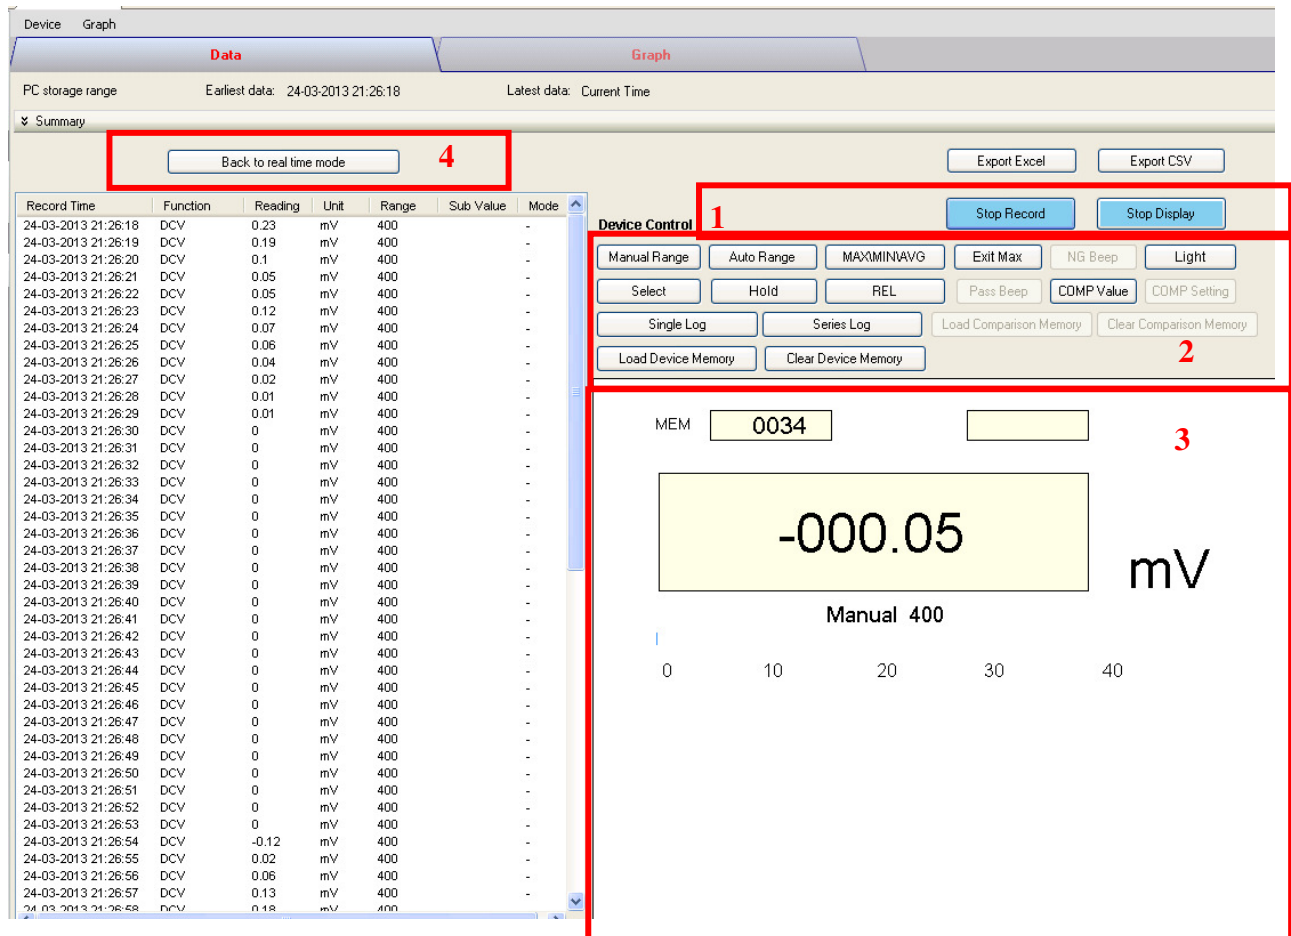 Device Graph
Data Graph
PC storage range Earliest data: 24-03-2013 21:26:18 Latest data: Current Time
Summary
Back to real time mode 4 Export Excel Export CSV
Record Time Function Reading Unit Range Sub Value Mode
Device Control 1 Stop Record Stop Display
Manual Range Auto Range MAX\MIN\AVG Exit Max NG Beep Light
Select Hold REL Pass Beep COMP Value COMP Setting
Single Log Series Log Load Comparison Memory Clear Comparison Memory
Load Device Memory Clear Device Memory 2
24-03-2013 21:26:18 DCV 0.23 mV 400 -
24-03-2013 21:26:19 DCV 0.19 mV 400 -
24-03-2013 21:26:20 DCV 0.1 mV 400 -
24-03-2013 21:26:21 DCV 0.05 mV 400 -
24-03-2013 21:26:22 DCV 0.05 mV 400 -
24-03-2013 21:26:23 DCV 0.12 mV 400 -
24-03-2013 21:26:24 DCV 0.07 mV 400 -
24-03-2013 21:26:25 DCV 0.06 mV 400 -
24-03-2013 21:26:26 DCV 0.04 mV 400 -
24-03-2013 21:26:27 DCV 0.02 mV 400 -
24-03-2013 21:26:28 DCV 0.01 mV 400 -
24-03-2013 21:26:29 DCV 0.01 mV 400 -
24-03-2013 21:26:30 DCV 0 mV 400 -
24-03-2013 21:26:31 DCV 0 mV 400 -
24-03-2013 21:26:32 DCV 0 mV 400 -
24-03-2013 21:26:33 DCV 0 mV 400 -
24-03-2013 21:26:34 DCV 0 mV 400 -
24-03-2013 21:26:35 DCV 0 mV 400 -
24-03-2013 21:26:36 DCV 0 mV 400 -
24-03-2013 21:26:37 DCV 0 mV 400 -
24-03-2013 21:26:38 DCV 0 mV 400 -
24-03-2013 21:26:39 DCV 0 mV 400 -
24-03-2013 21:26:40 DCV 0 mV 400 -
24-03-2013 21:26:41 DCV 0 mV 400 -
24-03-2013 21:26:42 DCV 0 mV 400 -
24-03-2013 21:26:43 DCV 0 mV 400 -
24-03-2013 21:26:44 DCV 0 mV 400 -
24-03-2013 21:26:45 DCV 0 mV 400 -
24-03-2013 21:26:46 DCV 0 mV 400 -
24-03-2013 21:26:47 DCV 0 mV 400 -
24-03-2013 21:26:48 DCV 0 mV 400 -
24-03-2013 21:26:49 DCV 0 mV 400 -
24-03-2013 21:26:50 DCV 0 mV 400 -
24-03-2013 21:26:51 DCV 0 mV 400 -
24-03-2013 21:26:52 DCV 0 mV 400 -
24-03-2013 21:26:53 DCV 0 mV 400 -
24-03-2013 21:26:54 DCV -0.12 mV 400 -
24-03-2013 21:26:55 DCV 0.02 mV 400 -
24-03-2013 21:26:56 DCV 0.06 mV 400 -
24-03-2013 21:26:57 DCV 0.13 mV 400 -
24-03-2013 21:26:58 DCV 0.18 mV 400
MEM 0034 3
-000.05 mV
Manual 400
0 10 20 30 40